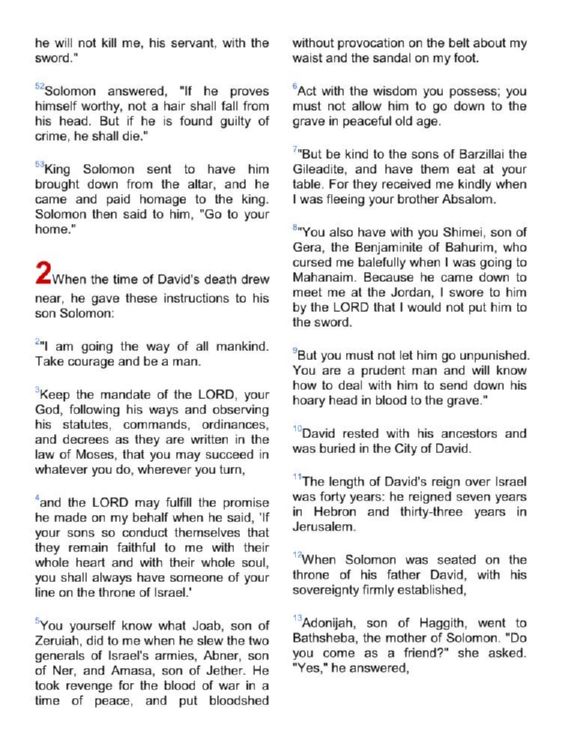 he will not kill me, his servant, with the
sword."
52Solomon answered, "If he proves
himself worthy, not a hair shall fall from
his head. But if he is found guilty of
crime, he shall die."
53King Solomon sent to have him
brought down from the altar, and he
came and paid homage to the king.
Solomon then said to him, "Go to your
home."
2When the time of David's death drew
near, he gave these instructions to his
son Solomon:
2"I am going the way of all mankind.
Take courage and be a man.
3Keep the mandate of the LORD, your
God, following his ways and observing
his statutes, commands, ordinances,
and decrees as they are written in the
law of Moses, that you may succeed in
whatever you do, wherever you turn,
4and the LORD may fulfill the promise
he made on my behalf when he said, 'If
your sons so conduct themselves that
they remain faithful to me with their
whole heart and with their whole soul,
you shall always have someone of your
line on the throne of Israel.'
5You yourself know what Joab, son of
Zeruiah, did to me when he slew the two
generals of Israel's armies, Abner, son
of Ner, and Amasa, son of Jether. He
took revenge for the blood of war in a
time of peace, and put bloodshed
without provocation on the belt about my
waist and the sandal on my foot.
6Act with the wisdom you possess; you
must not allow him to go down to the
grave in peaceful old age.
7"But be kind to the sons of Barzillai the
Gileadite, and have them eat at your
table. For they received me kindly when
I was fleeing your brother Absalom.
8"You also have with you Shimei, son of
Gera, the Benjaminite of Bahurim, who
cursed me balefully when I was going to
Mahanaim. Because he came down to
meet me at the Jordan, I swore to him
by the LORD that I would not put him to
the sword.
9But you must not let him go unpunished.
You are a prudent man and will know
how to deal with him to send down his
hoary head in blood to the grave."
10David rested with his ancestors and
was buried in the City of David.
11The length of David's reign over Israel
was forty years: he reigned seven years
in Hebron and thirty-three years in
Jerusalem.
12When Solomon was seated on the
throne of his father David, with his
sovereignty firmly established,
13Adonijah, son of Haggith, went to
Bathsheba, the mother of Solomon. "Do
you come as a friend?" she asked.
"Yes," he answered,